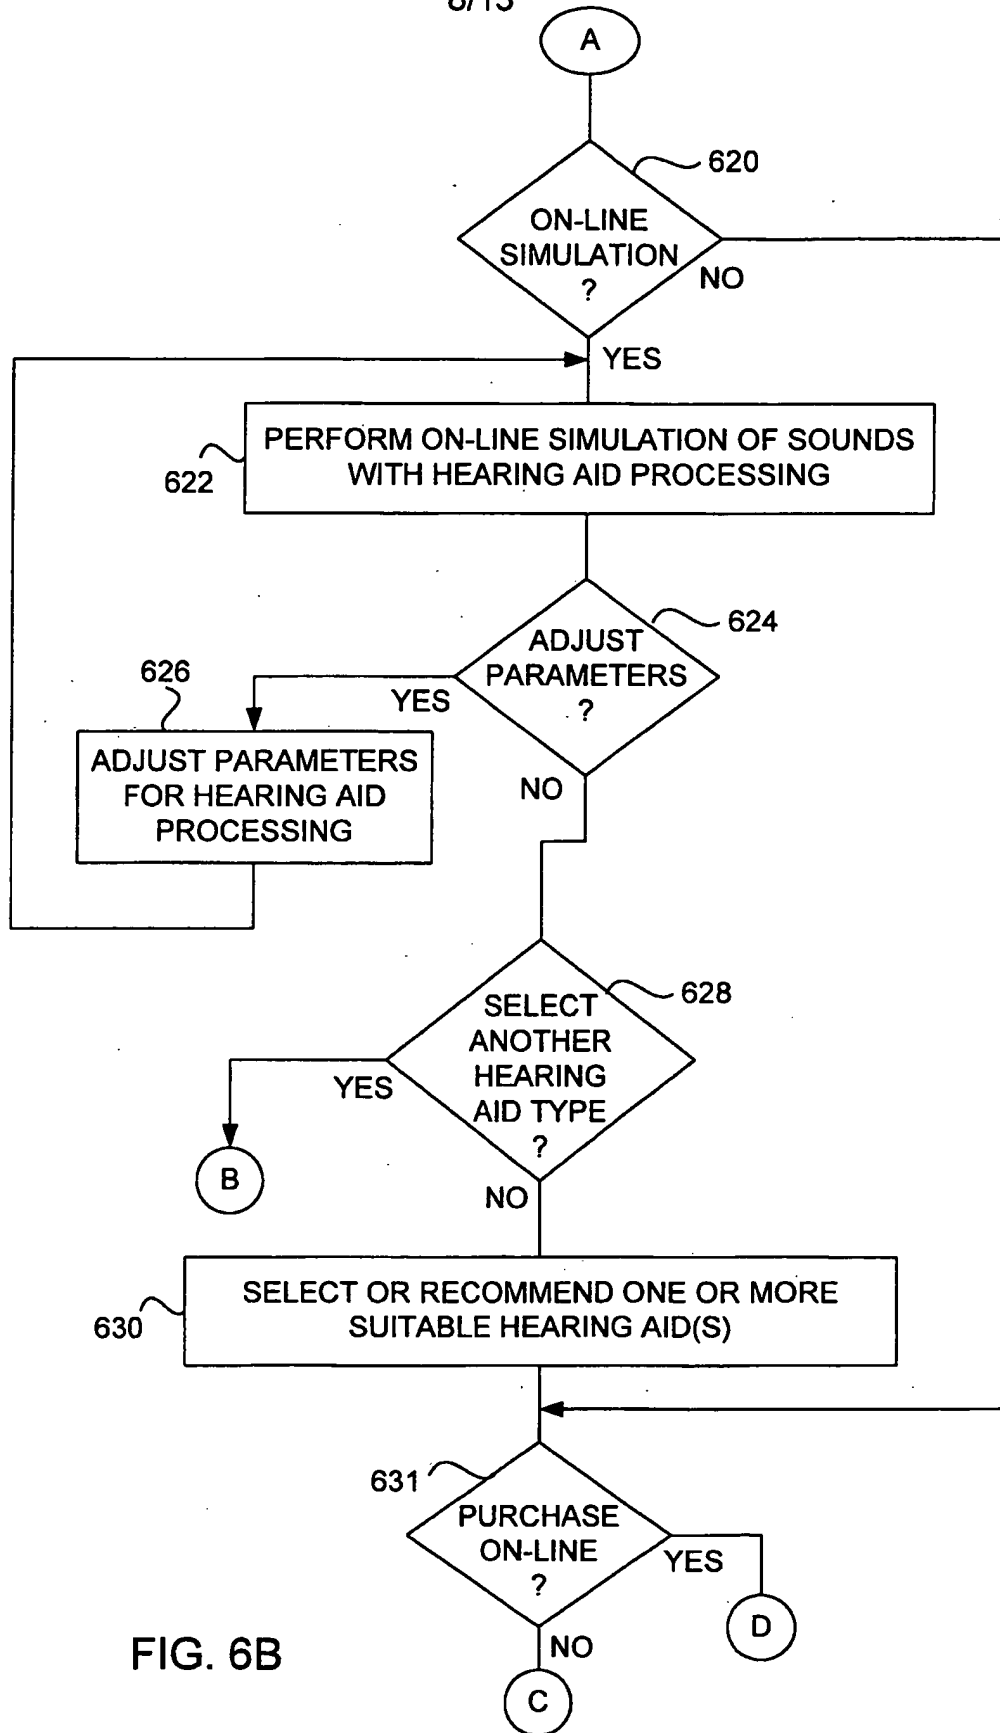 8/13
A
620
ON-LINE
SIMULATION
?
NO
YES
PERFORM ON-LINE SIMULATION OF SOUNDS
WITH HEARING AID PROCESSING
622
624
ADJUST
PARAMETERS
?
YES
NO
626
ADJUST PARAMETERS
FOR HEARING AID
PROCESSING
628
SELECT
ANOTHER
HEARING
AID TYPE
?
YES
B
NO
SELECT OR RECOMMEND ONE OR MORE
SUITABLE HEARING AID(S)
630
631
PURCHASE
ON-LINE
?
YES
D
NO
C
FIG. 6B